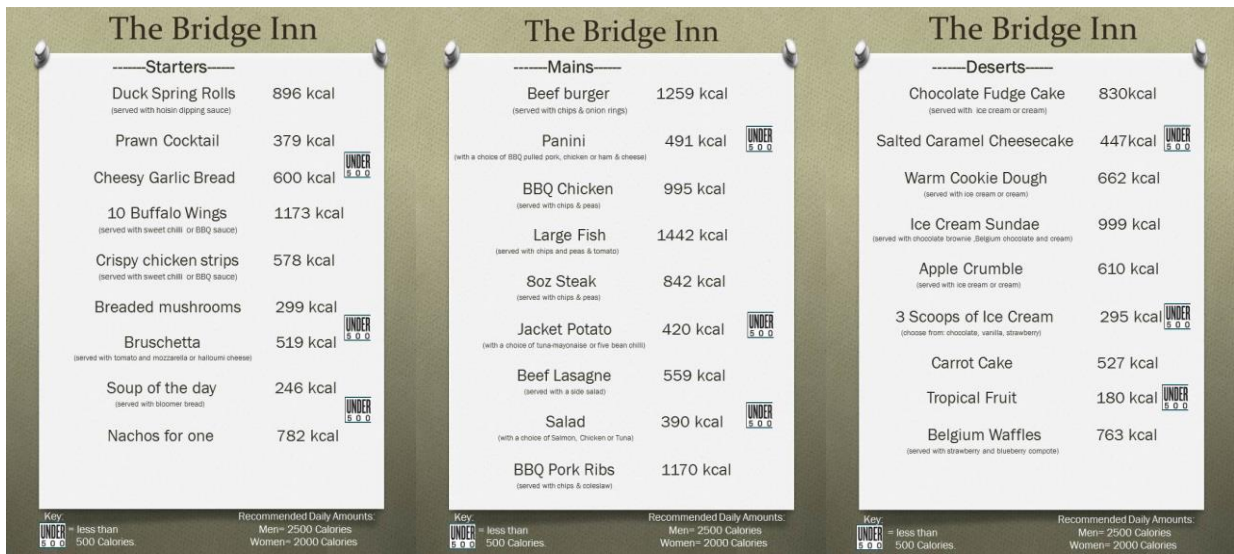 The Bridge Inn
-------Starters------
Duck Spring Rolls 896 kcal
(served with hoisin dipping sauce)
Prawn Cocktail 379 kcal
UNDER
500
Cheesy Garlic Bread 600 kcal
10 Buffalo Wings 1173 kcal
(served with sweet chilli or BBQ sauce)
Crispy chicken strips 578 kcal
(served with sweet chilli or BBQ sauce)
Breaded mushrooms 299 kcal
UNDER
500
Bruschetta 519 kcal
(served with tomato and mozzarella or halloumi cheese)
Soup of the day 246 kcal
(served with bloomer bread)
UNDER
500
Nachos for one 782 kcal
Key:
UNDER
500
= less than
500 Calories.
Recommended Daily Amounts:
Men= 2500 Calories
Women= 2000 Calories
The Bridge Inn
-------Mains------
Beef burger 1259 kcal
(served with chips & onion rings)
Panini 491 kcal
UNDER
500
(with a choice of BBQ pulled pork, chicken or ham & cheese)
BBQ Chicken 995 kcal
(served with chips & peas)
Large Fish 1442 kcal
(served with chips and peas & tomato)
8oz Steak 842 kcal
(served with chips & peas)
Jacket Potato 420 kcal
UNDER
500
(with a choice of tuna-mayonaise or five bean chilli)
Beef Lasagne 559 kcal
(served with a side salad)
Salad 390 kcal
UNDER
500
(with a choice of Salmon, Chicken or Tuna)
BBQ Pork Ribs 1170 kcal
(served with chips & coleslaw)
Key:
UNDER
500
= less than
500 Calories.
Recommended Daily Amounts:
Men= 2500 Calories
Women= 2000 Calories
The Bridge Inn
-------Deserts------
Chocolate Fudge Cake 830kcal
(served with ice cream or cream)
Salted Caramel Cheesecake 447kcal
UNDER
500
Warm Cookie Dough 662 kcal
(served with ice cream or cream)
Ice Cream Sundae 999 kcal
(served with chocolate brownie ,Belgium chocolate and cream)
Apple Crumble 610 kcal
(served with ice cream or cream)
3 Scoops of Ice Cream 295 kcal
UNDER
500
(choose from: chocolate, vanilla, strawberry)
Carrot Cake 527 kcal
Tropical Fruit 180 kcal
UNDER
500
Belgium Waffles 763 kcal
(served with strawberry and blueberry compote)
Key:
UNDER
500
= less than
500 Calories.
Recommended Daily Amounts:
Men= 2500 Calories
Women= 2000 Calories